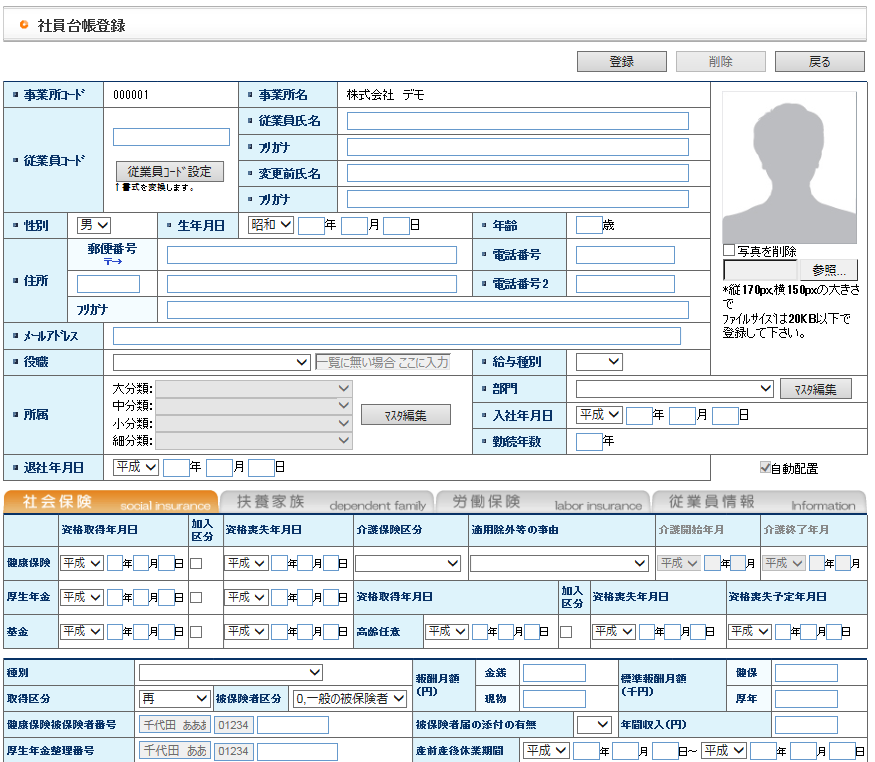 社員台帳登録
登録 削除 戻る
事業所ｺｰﾄﾞ 000001 事業所名 株式会社　デモ
従業員ｺｰﾄﾞ
従業員ｺｰﾄﾞ設定
↑書式を変換します。
従業員氏名
ﾌﾘｶﾞﾅ
変更前氏名
ﾌﾘｶﾞﾅ
性別 男 生年月日 昭和 年 月 日 年齢 歳
住所 郵便番号
〒→
電話番号
電話番号2
ﾌﾘｶﾞﾅ
写真を削除
参照...
*縦170px,横150pxの大きさ
で
ﾌｧｲﾙｻｲｽﾞは20KB以下で
登録して下さい。
ﾒｰﾙｱﾄﾞﾚｽ
役職 一覧に無い場合 ここに入力 給与種別
所属 大分類:
中分類:
小分類:
細分類:
ﾏｽﾀ編集
部門 ﾏｽﾀ編集
入社年月日 平成 年 月 日
勤続年数 年
退社年月日 平成 年 月 日 自動配置
社会保険 social insurance 扶養家族 dependent family 労働保険 labor insurance 従業員情報 Information
資格取得年月日 加入区分 資格喪失年月日 介護保険区分 適用除外等の事由 介護開始年月 介護終了年月
健康保険 平成 年 月 日 平成 年 月 日 平成 年 月 平成 年 月
厚生年金 平成 年 月 日 平成 年 月 日 資格取得年月日 加入区分 資格喪失年月日 資格喪失予定年月日
基金 平成 年 月 日 平成 年 月 日 高齢任意 平成 年 月 日 平成 年 月 日 平成 年 月 日
種別 報酬月額(円) 金銭 標準報酬月額(千円) 健保
取得区分 再 被保険者区分 0,一般の被保険者 現物 厚年
健康保険被保険者番号 千代田 あああ 01234 被保険者届の添付の有無 年間収入(円)
厚生年金整理番号 千代田 ああ 01234 産前産後休業期間 平成 年 月 日～ 平成 年 月 日